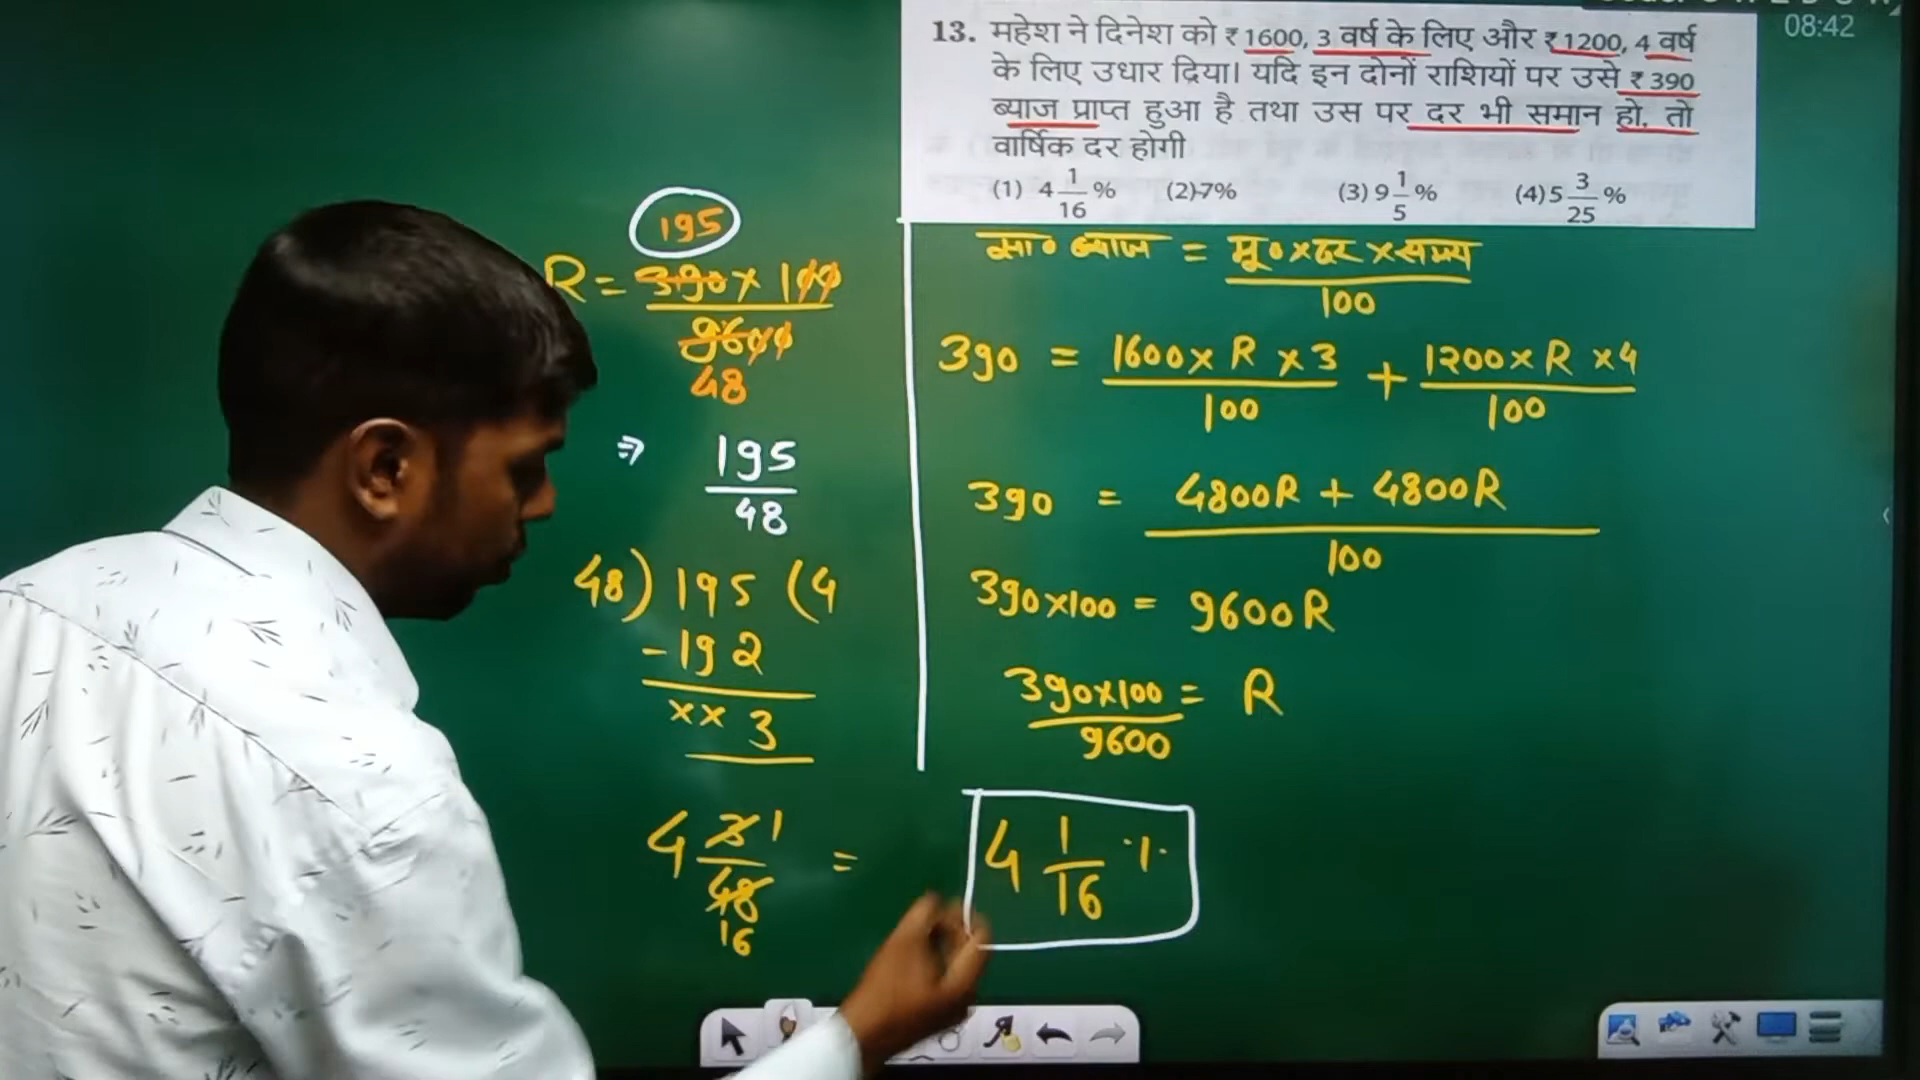 08:42
13. महेश ने दिनेश को ₹ 1600, 3 वर्ष के लिए और ₹ 1200, 4 वर्ष
के लिए उधार दिया। यदि इन दोनों राशियों पर उसे ₹ 390
ब्याज प्राप्त हुआ है तथा उस पर दर भी समान हो, तो
वार्षिक दर होगी
(1) 4 1/16 % (2) 7% (3) 9 1/5 % (4) 5 3/25 %
सा० ब्याज = मू० × दर × समय / 100
390 = 1600 × R × 3 / 100 + 1200 × R × 4 / 100
390 = 4800R + 4800R / 100
390×100 = 9600R
390×100 / 9600 = R
195
R = 390 × 100 / 9600
48
⇒ 195 / 48
48) 195 (4
-192
×× 3
4 3/48 =
1
16
4 1/16 %